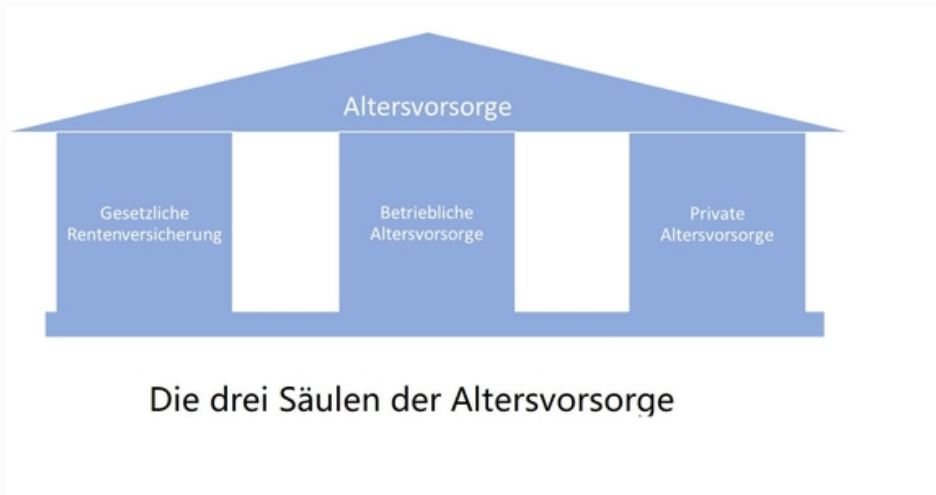 Altersvorsorge
Gesetzliche
Rentenversicherung
Betriebliche
Altersvorsorge
Private
Altersvorsorge
Die drei Säulen der Altersvorsorge